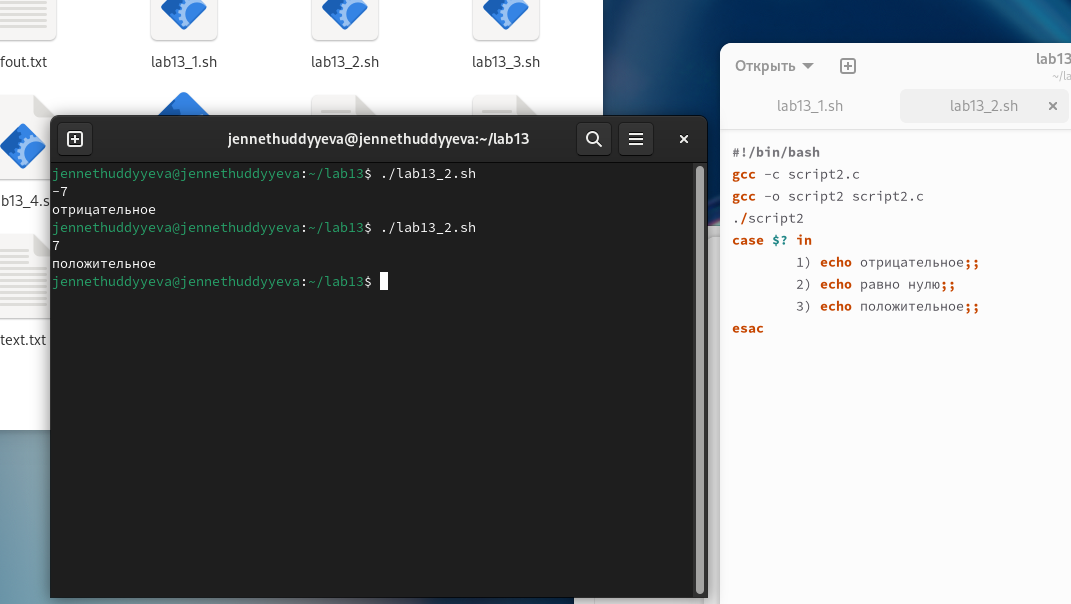 fout.txt
lab13_1.sh
lab13_2.sh
lab13_3.sh
b13_4.s
text.txt
jennethuddyyeva@jennethuddyyeva:~/lab13
jennethuddyyeva@jennethuddyyeva:~/lab13$ ./lab13_2.sh
-7
отрицательное
jennethuddyyeva@jennethuddyyeva:~/lab13$ ./lab13_2.sh
7
положительное
jennethuddyyeva@jennethuddyyeva:~/lab13$
Открыть
lab13
~/la
lab13_1.sh
lab13_2.sh
#!/bin/bash
gcc -c script2.c
gcc -o script2 script2.c
./script2
case $? in
1) echo отрицательное;;
2) echo равно нулю;;
3) echo положительное;;
esac